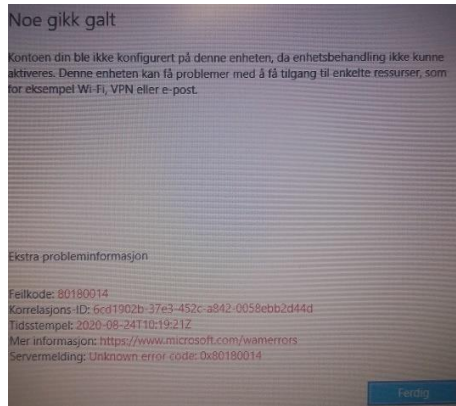 Noe gikk galt
Kontoen din ble ikke konfigurert på denne enheten, da enhetsbehandling ikke kunne
aktiveres. Denne enheten kan få problemer med å få tilgang til enkelte ressurser, som
for eksempel Wi-Fi, VPN eller e-post.
Ekstra probleminformasjon
Feilkode: 80180014
Korrelasjons-ID: 6cd1902b-37e3-452c-a842-0058ebb2d44d
Tidsstempel: 2020-08-24T10:19:21Z
Mer informasjon: https://www.microsoft.com/wamerrors
Servermelding: Unknown error code: 0x80180014
Ferdig